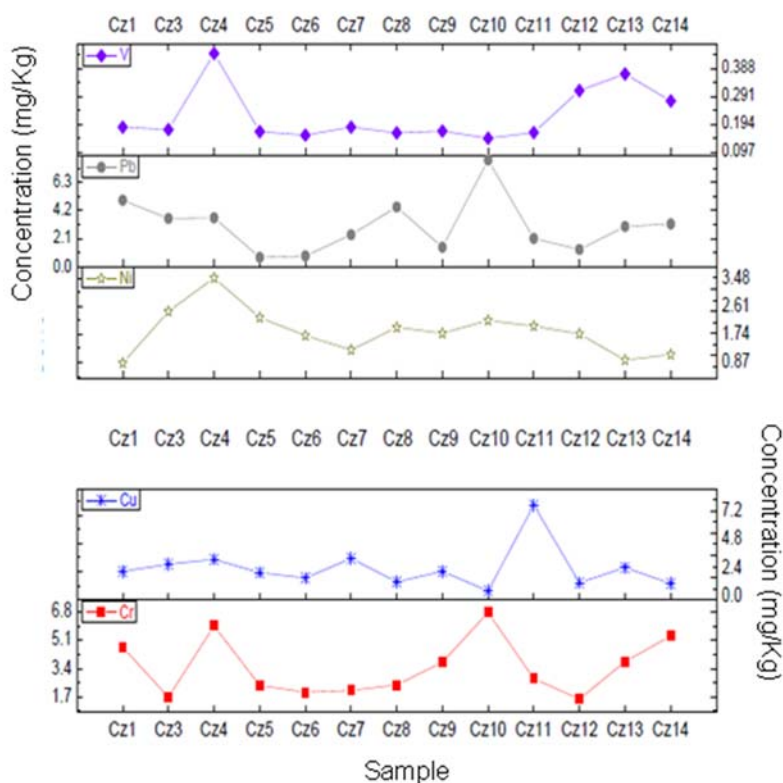 Cz1 Cz3 Cz4 Cz5 Cz6 Cz7 Cz8 Cz9 Cz10 Cz11 Cz12 Cz13 Cz14
Concentration (mg/Kg)
V
0.388
0.291
0.194
0.097
Pb
6.3
4.2
2.1
0.0
Ni
3.48
2.61
1.74
0.87
Cz1 Cz3 Cz4 Cz5 Cz6 Cz7 Cz8 Cz9 Cz10 Cz11 Cz12 Cz13 Cz14
Concentration (mg/Kg)
Cu
7.2
4.8
2.4
0.0
Cr
6.8
5.1
3.4
1.7
Cz1 Cz3 Cz4 Cz5 Cz6 Cz7 Cz8 Cz9 Cz10 Cz11 Cz12 Cz13 Cz14
Sample